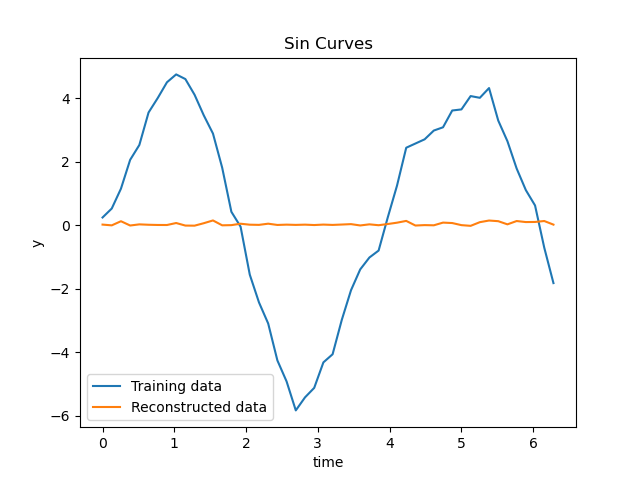 Sin Curves
y
4
2
0
−2
−4
−6
Training data
Reconstructed data
0 1 2 3 4 5 6
time